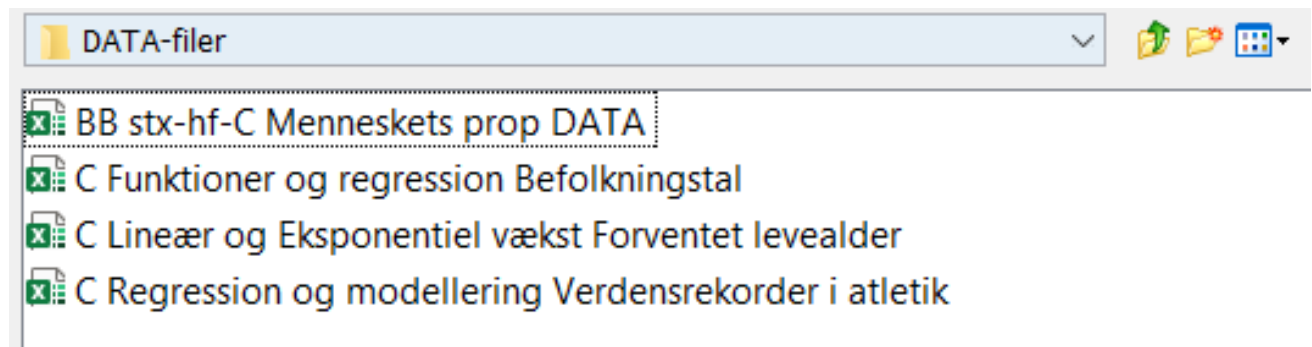 DATA-filer
BB stx-hf-C Menneskets prop DATA
C Funktioner og regression Befolkningstal
C Lineær og Eksponentiel vækst Forventet levealder
C Regression og modellering Verdensrekorder i atletik